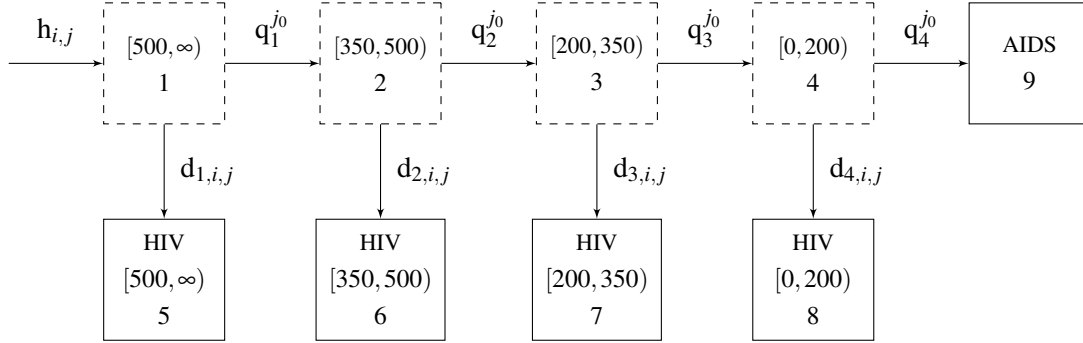 h_{i,j}
[500, ∞)
1
q_1^{j_0}
[350, 500)
2
q_2^{j_0}
[200, 350)
3
q_3^{j_0}
[0, 200)
4
q_4^{j_0}
AIDS
9
d_{1,i,j}
d_{2,i,j}
d_{3,i,j}
d_{4,i,j}
HIV
[500, ∞)
5
HIV
[350, 500)
6
HIV
[200, 350)
7
HIV
[0, 200)
8